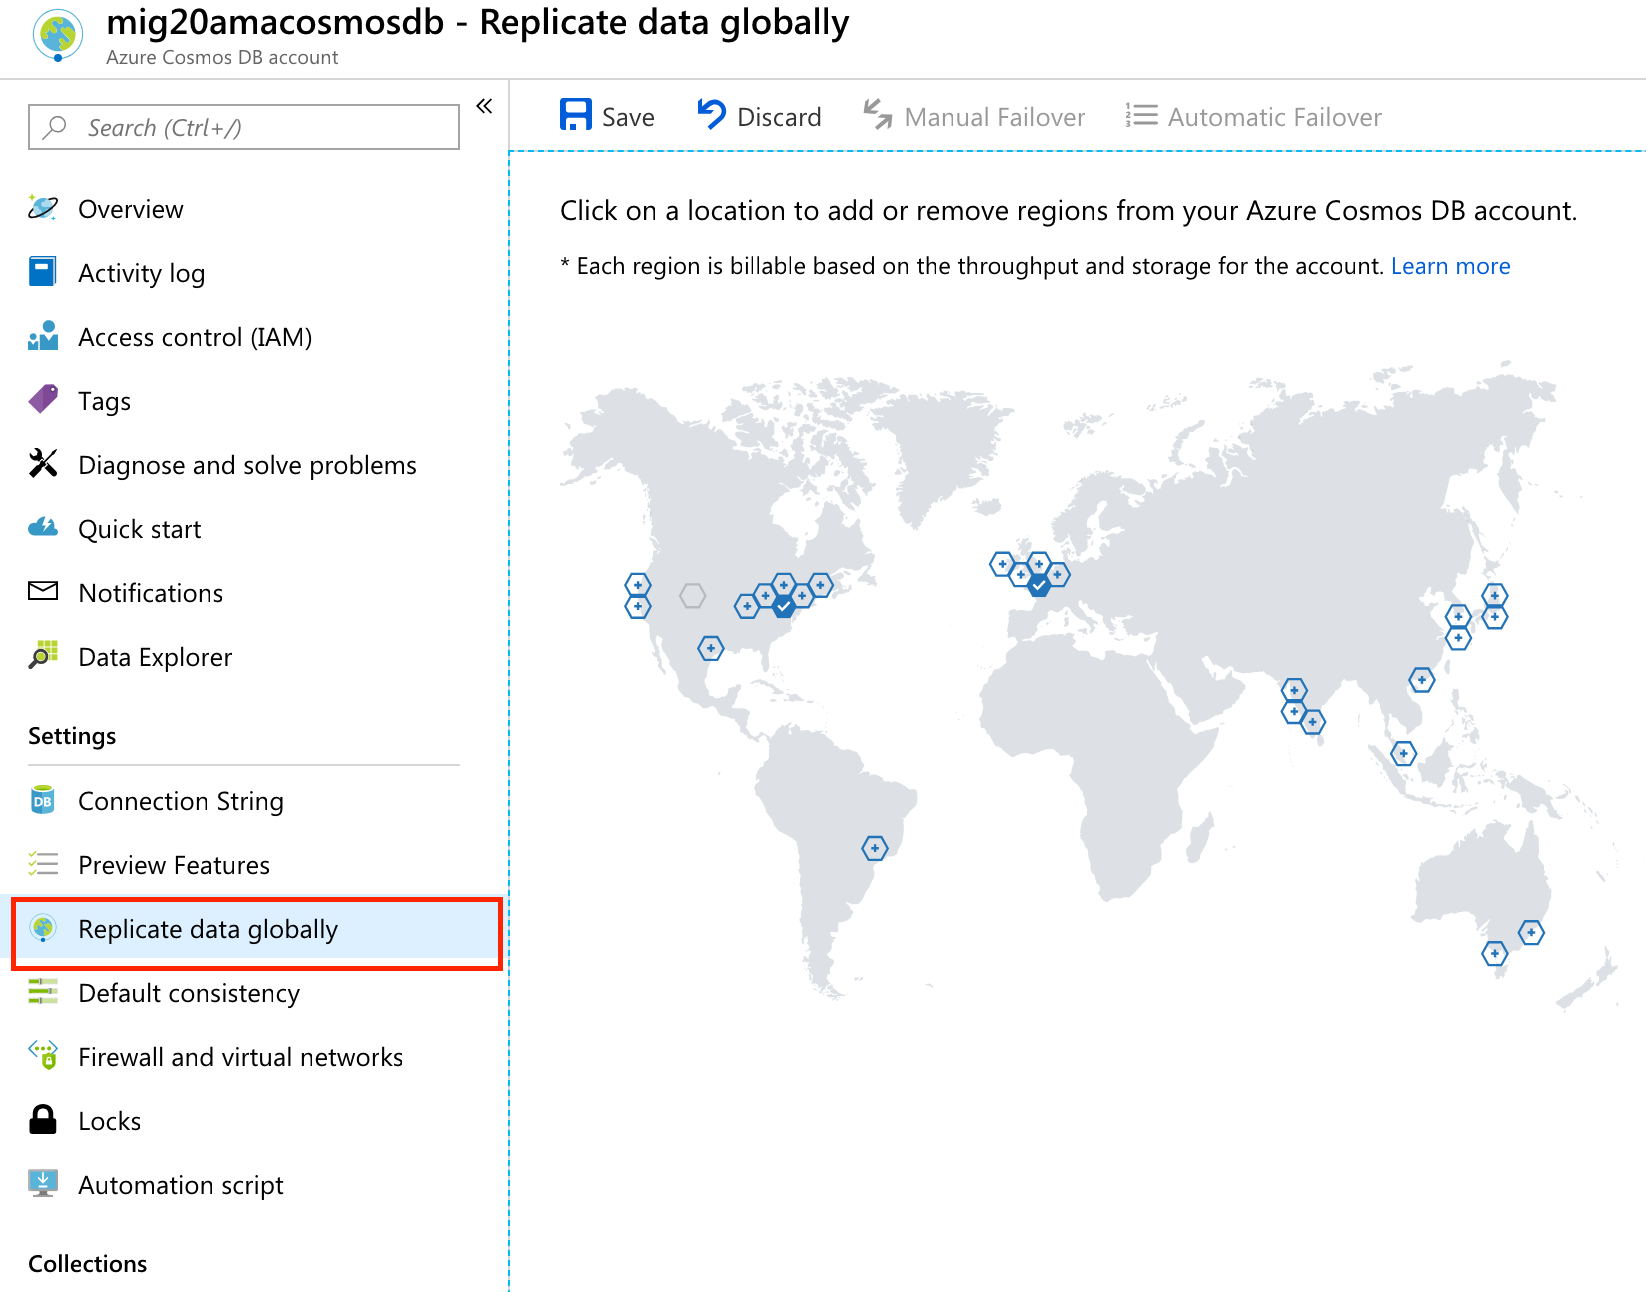 mig20amacosmosdb - Replicate data globally
Azure Cosmos DB account
Search (Ctrl+/)
«
Overview
Activity log
Access control (IAM)
Tags
Diagnose and solve problems
Quick start
Notifications
Data Explorer
Settings
Connection String
Preview Features
Replicate data globally
Default consistency
Firewall and virtual networks
Locks
Automation script
Collections
Save Discard Manual Failover Automatic Failover
Click on a location to add or remove regions from your Azure Cosmos DB account.
* Each region is billable based on the throughput and storage for the account. Learn more